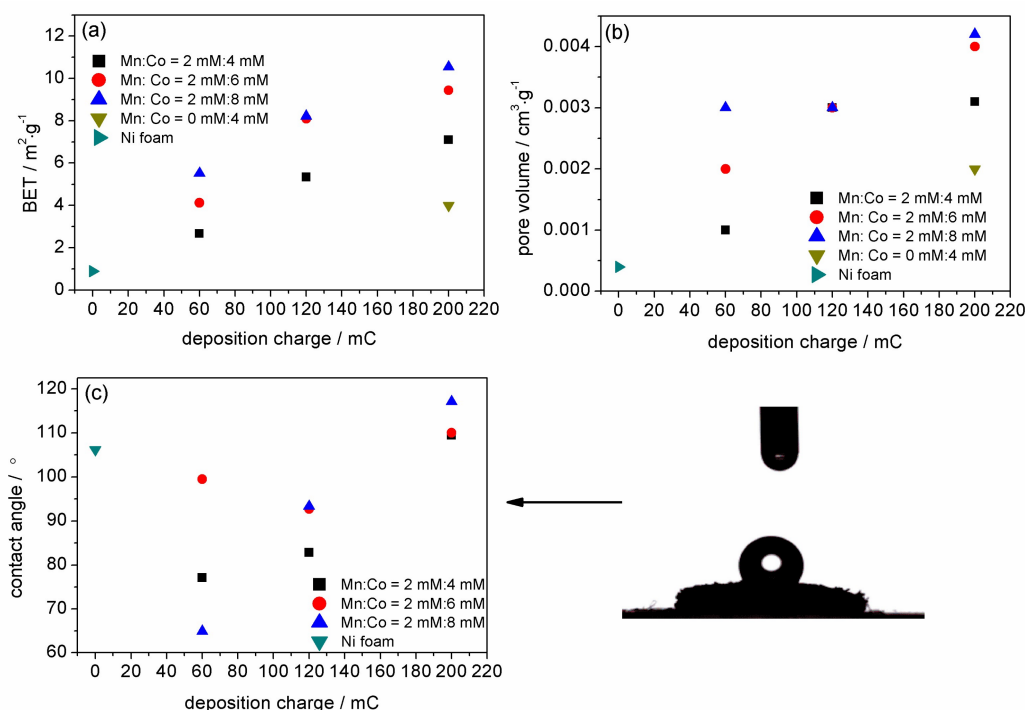 (a)
12
10
8
6
4
2
0
BET / m²·g⁻¹
Mn:Co = 2 mM:4 mM
Mn: Co = 2 mM:6 mM
Mn: Co = 2 mM:8 mM
Mn: Co = 0 mM:4 mM
Ni foam
0 20 40 60 80 100 120 140 160 180 200 220
deposition charge / mC
(b)
0.004
0.003
0.002
0.001
0.000
pore volume / cm³·g⁻¹
Mn:Co = 2 mM:4 mM
Mn: Co = 2 mM:6 mM
Mn: Co = 2 mM:8 mM
Mn: Co = 0 mM:4 mM
Ni foam
0 20 40 60 80 100 120 140 160 180 200 220
deposition charge / mC
(c)
120
110
100
90
80
70
60
contact angle / °
Mn:Co = 2 mM:4 mM
Mn:Co = 2 mM:6 mM
Mn:Co = 2 mM:8 mM
Ni foam
0 20 40 60 80 100 120 140 160 180 200 220
deposition charge / mC